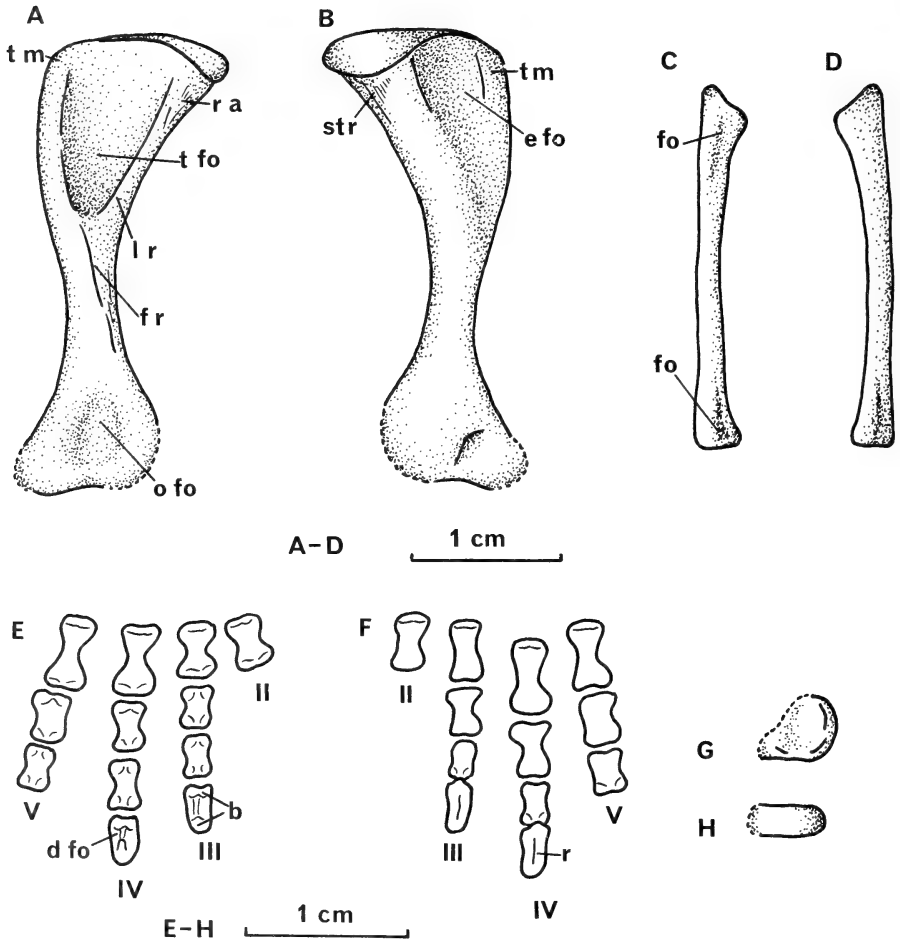 A
B
C
D
t m
r a
t fo
l r
f r
o fo
t m
str
e fo
fo
fo
A–D
1 cm
E
F
II
V
III
IV
b
d fo
II
III
IV
V
r
G
H
E–H
1 cm